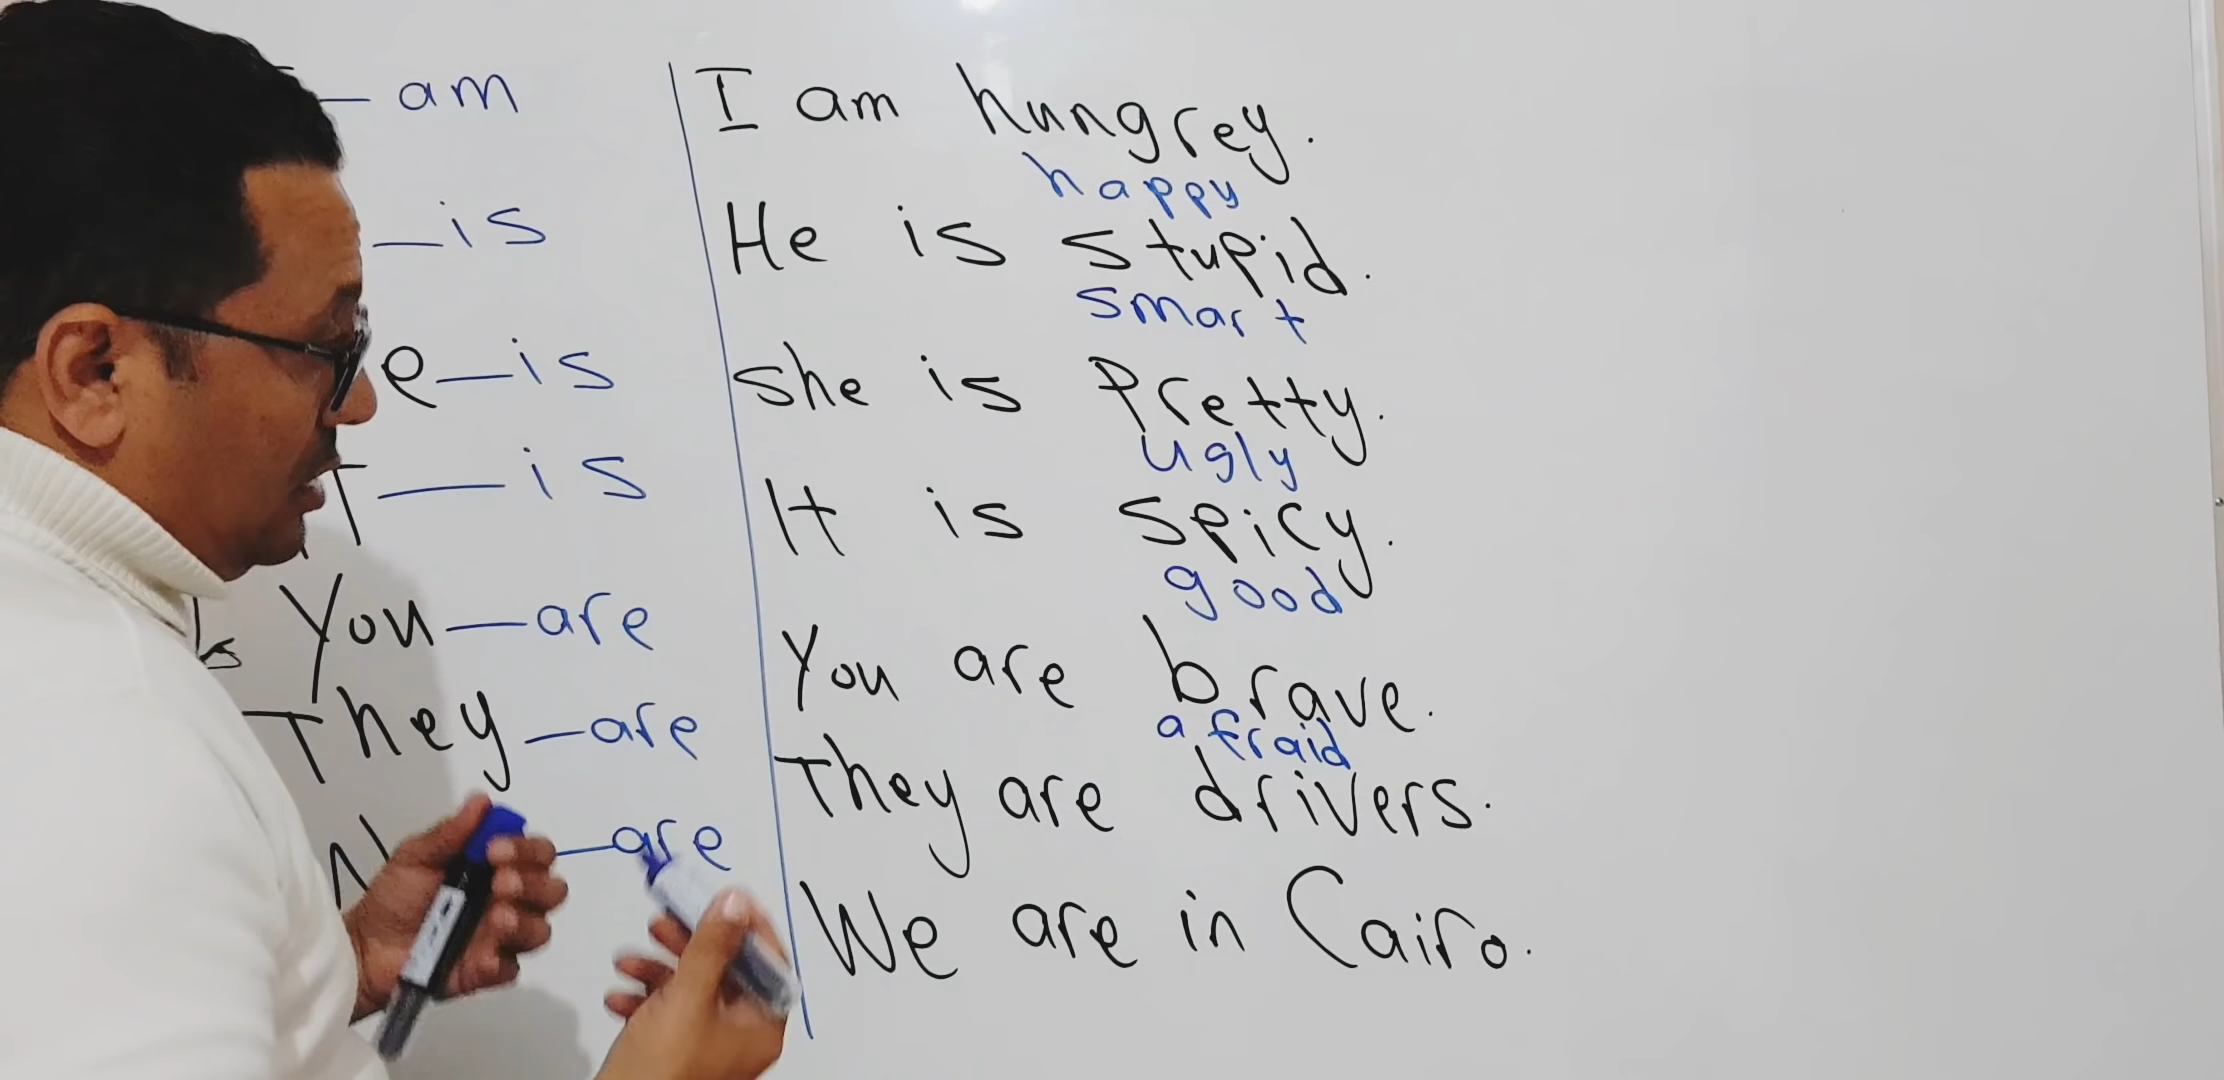 — am
I am hungrey.
happy
— is
He is stupid.
smart
e — is
she is Pretty.
ugly
T — is
It is spicy.
good
You — are
You are brave.
afraid
They — are
They are drivers.
— are
We are in Cairo.